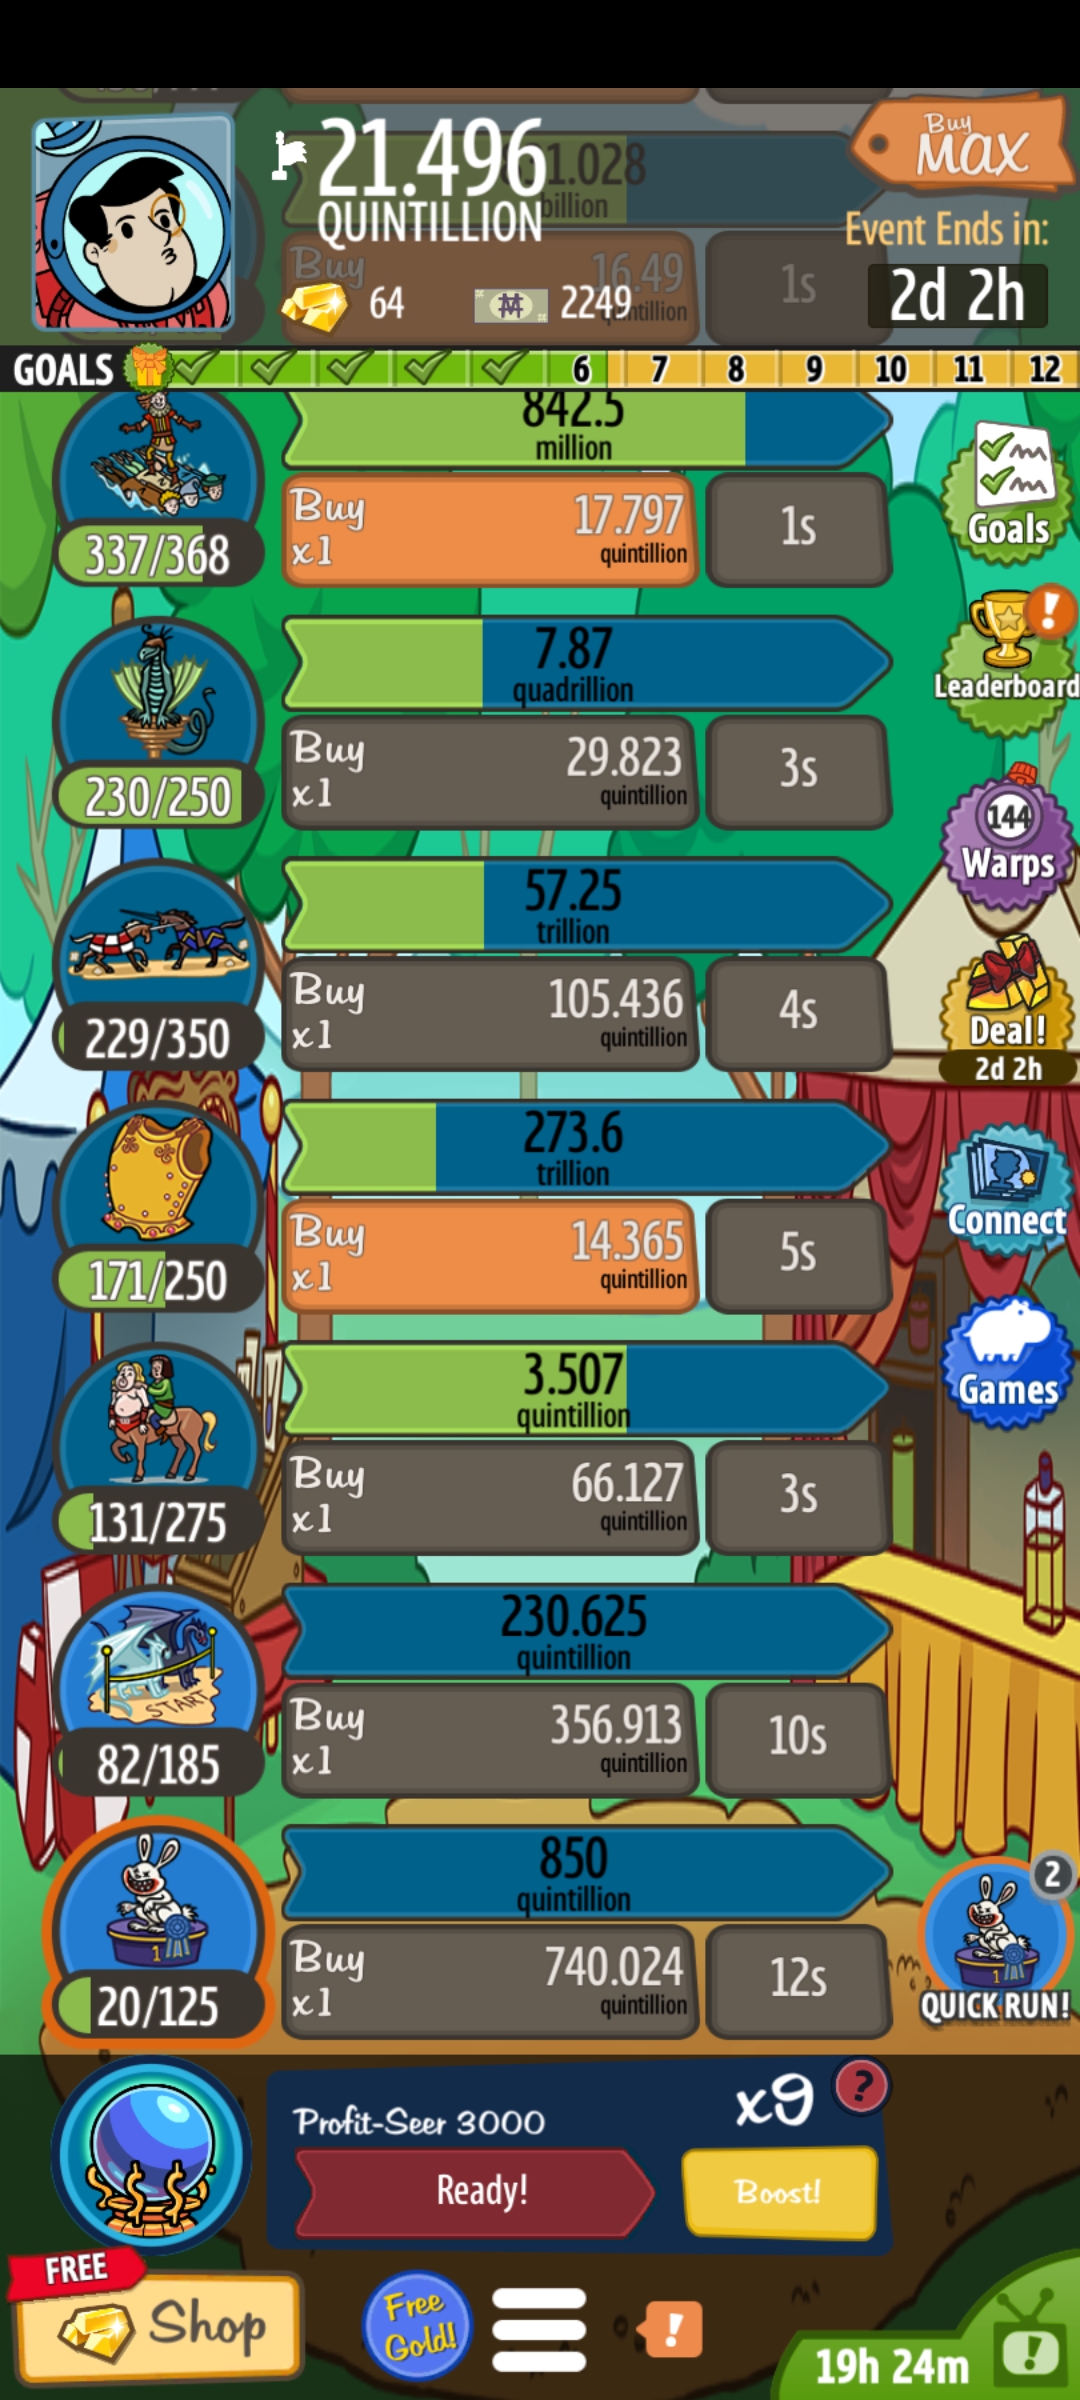 21.496
QUINTILLION
1.028
billion
Buy
MAX
Event Ends in:
2d 2h
Buy
16.49
quintillion
1s
64
2249
GOALS
6 7 8 9 10 11 12
842.5
million
337/368
Buy
x1
17.797
quintillion
1s
Goals
7.87
quadrillion
230/250
Buy
x1
29.823
quintillion
3s
!
Leaderboard
57.25
trillion
229/350
Buy
x1
105.436
quintillion
4s
144
Warps
Deal!
2d 2h
273.6
trillion
171/250
Buy
x1
14.365
quintillion
5s
Connect
3.507
quintillion
131/275
Buy
x1
66.127
quintillion
3s
Games
230.625
quintillion
START
82/185
Buy
x1
356.913
quintillion
10s
850
quintillion
1
20/125
Buy
x1
740.024
quintillion
12s
2
1
QUICK RUN!
Profit-Seer 3000
x9
?
Ready!
Boost!
FREE
Shop
Free
Gold!
!
19h 24m
!